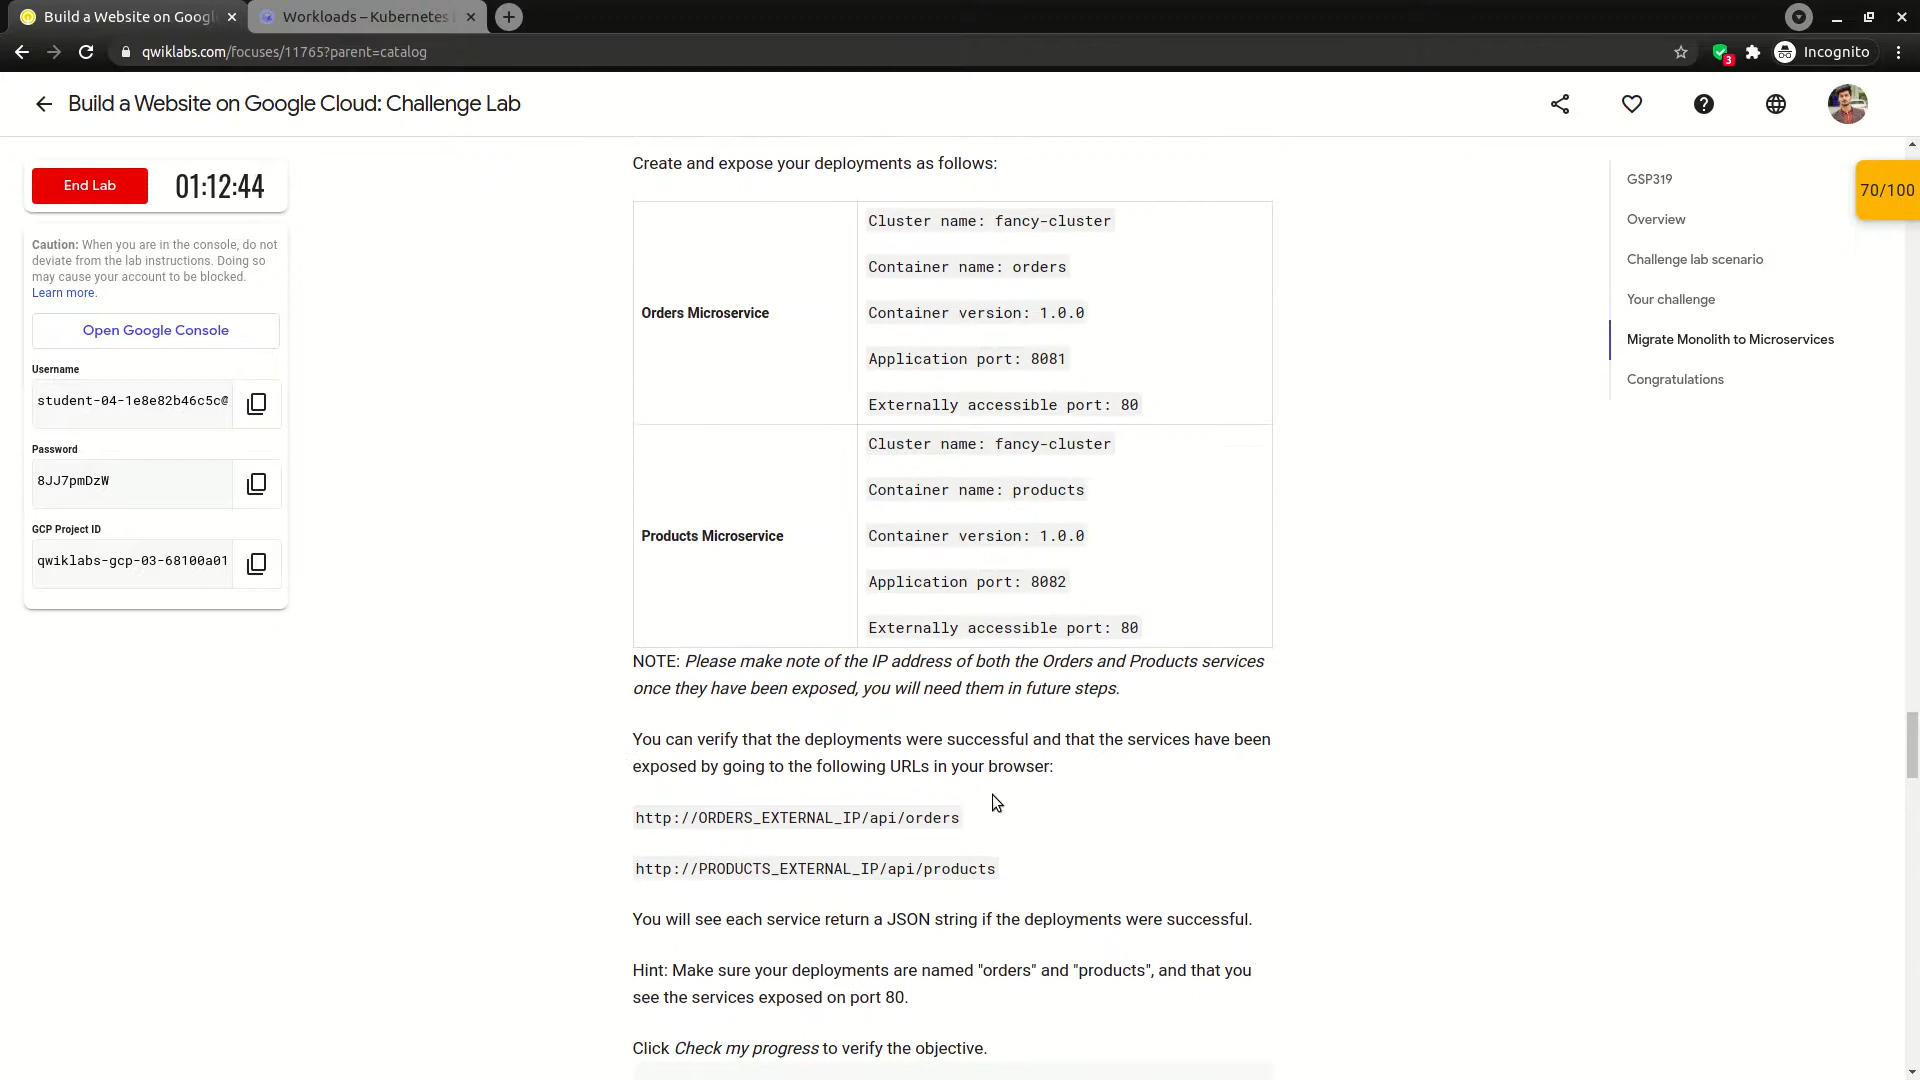 Build a Website on Googl
Workloads – Kubernetes
qwiklabs.com/focuses/11765?parent=catalog
3
Incognito
Build a Website on Google Cloud: Challenge Lab
End Lab
01:12:44
Caution: When you are in the console, do not
deviate from the lab instructions. Doing so
may cause your account to be blocked.
Learn more.
Open Google Console
Username
student-04-1e8e82b46c5c@
Password
8JJ7pmDzW
GCP Project ID
qwiklabs-gcp-03-68100a01
Create and expose your deployments as follows:
Orders Microservice
Cluster name: fancy-cluster
Container name: orders
Container version: 1.0.0
Application port: 8081
Externally accessible port: 80
Products Microservice
Cluster name: fancy-cluster
Container name: products
Container version: 1.0.0
Application port: 8082
Externally accessible port: 80
NOTE: Please make note of the IP address of both the Orders and Products services
once they have been exposed, you will need them in future steps.
You can verify that the deployments were successful and that the services have been
exposed by going to the following URLs in your browser:
http://ORDERS_EXTERNAL_IP/api/orders
http://PRODUCTS_EXTERNAL_IP/api/products
You will see each service return a JSON string if the deployments were successful.
Hint: Make sure your deployments are named "orders" and "products", and that you
see the services exposed on port 80.
Click Check my progress to verify the objective.
GSP319
Overview
Challenge lab scenario
Your challenge
Migrate Monolith to Microservices
Congratulations
70/100